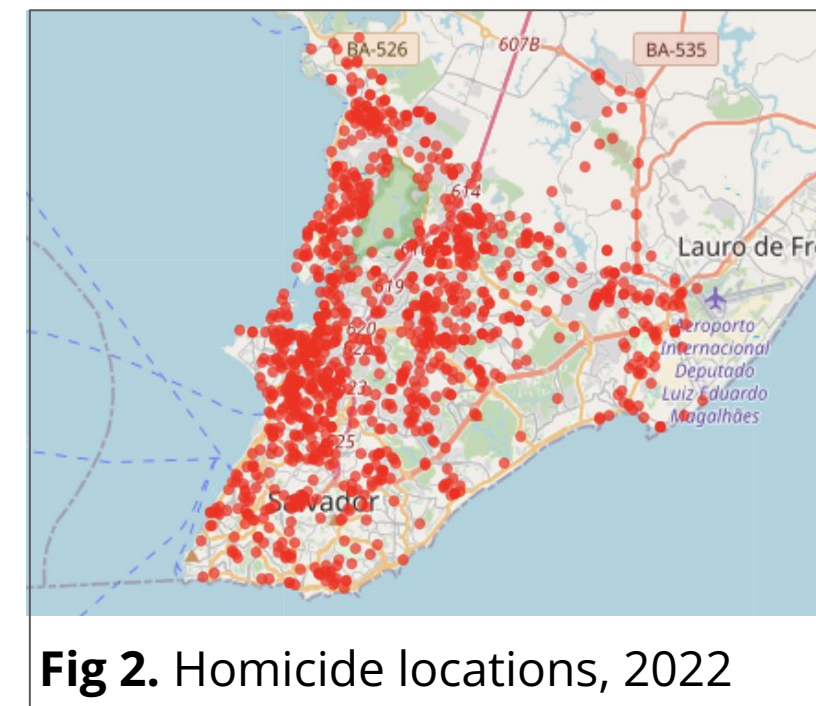 BA-526
607B
BA-535
614
Lauro de Fr
619
620
Aeroporto
Internacional
Deputado
Luiz Eduardo
Magalhães
25
Salvador
Fig 2. Homicide locations, 2022